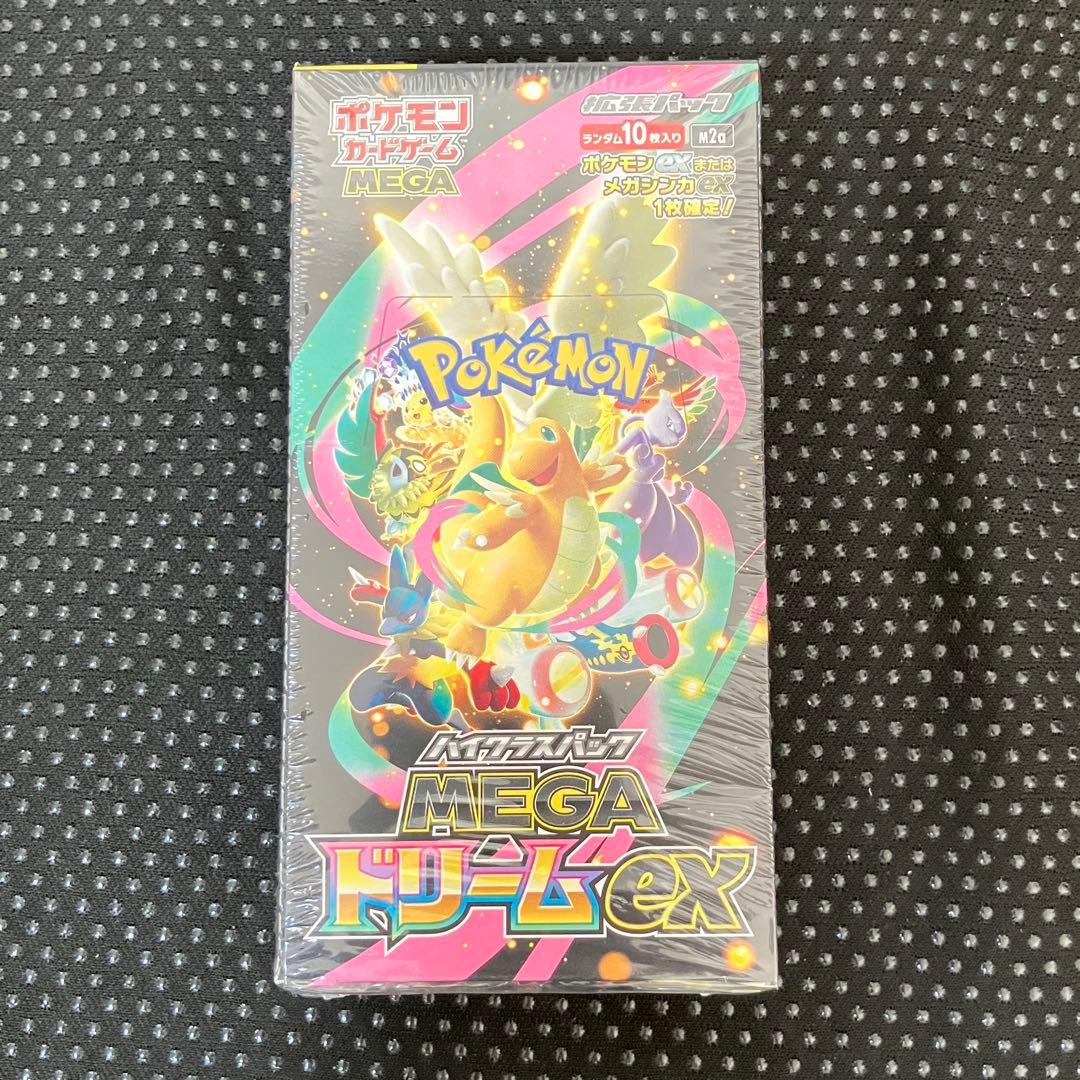 ポケモン
カードゲーム
MEGA
拡張パック
ランダム10枚入り M2a
ポケモンexまたは
メガシンカex
1枚確定!
POKéMON
TM
ハイクラスパック
MEGA
ドリームex